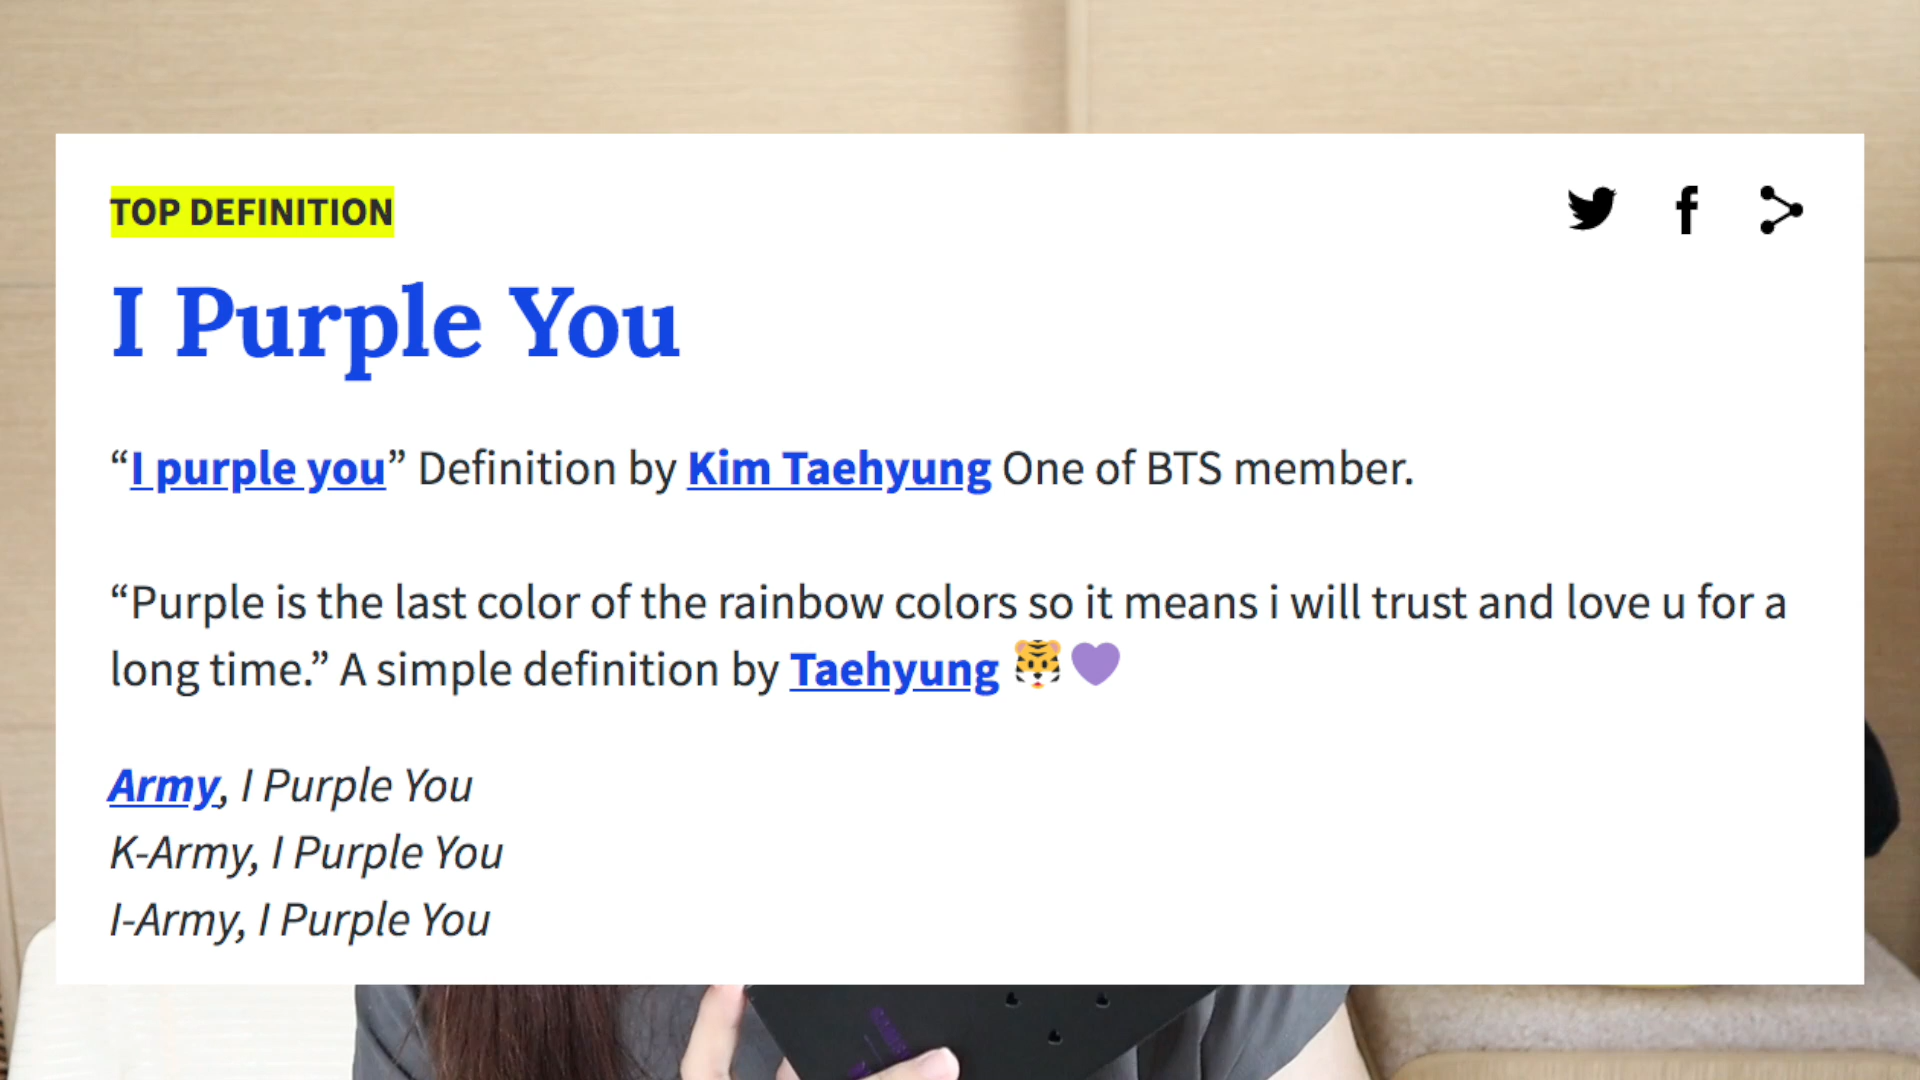 TOP DEFINITION
I Purple You
“I purple you” Definition by Kim Taehyung One of BTS member.
“Purple is the last color of the rainbow colors so it means i will trust and love u for a
long time.” A simple definition by Taehyung 🐯💜
Army, I Purple You
K-Army, I Purple You
I-Army, I Purple You